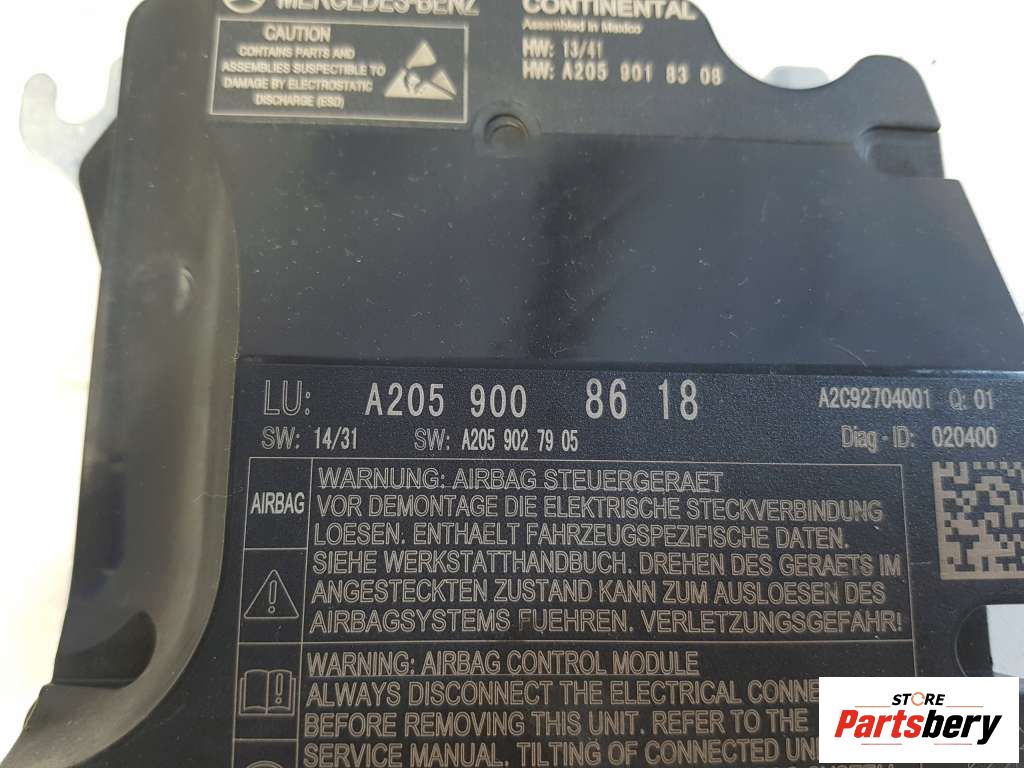 MERCEDES-BENZ
CONTINENTAL
Assembled in Mexico
CAUTION
CONTAINS PARTS AND
ASSEMBLIES SUSPECTIBLE TO
DAMAGE BY ELECTROSTATIC
DISCHARGE (ESD)
HW: 13/41
HW: A205 901 83 08
LU: A205 900 86 18
A2C92704001 Q: 01
SW: 14/31 SW: A205 902 79 05
Diag - ID: 020400
AIRBAG
WARNUNG: AIRBAG STEUERGERAET
VOR DEMONTAGE DIE ELEKTRISCHE STECKVERBINDUNG
LOESEN. ENTHAELT FAHRZEUGSPEZIFISCHE DATEN.
SIEHE WERKSTATTHANDBUCH. DREHEN DES GERAETS IM
ANGESTECKTEN ZUSTAND KANN ZUM AUSLOESEN DES
AIRBAGSYSTEMS FUEHREN. VERLETZUNGSGEFAHR!
WARNING: AIRBAG CONTROL MODULE
ALWAYS DISCONNECT THE ELECTRICAL CONNE
BEFORE REMOVING THIS UNIT. REFER TO THE
SERVICE MANUAL. TILTING OF CONNECTED UNI
STORE
Partsbery